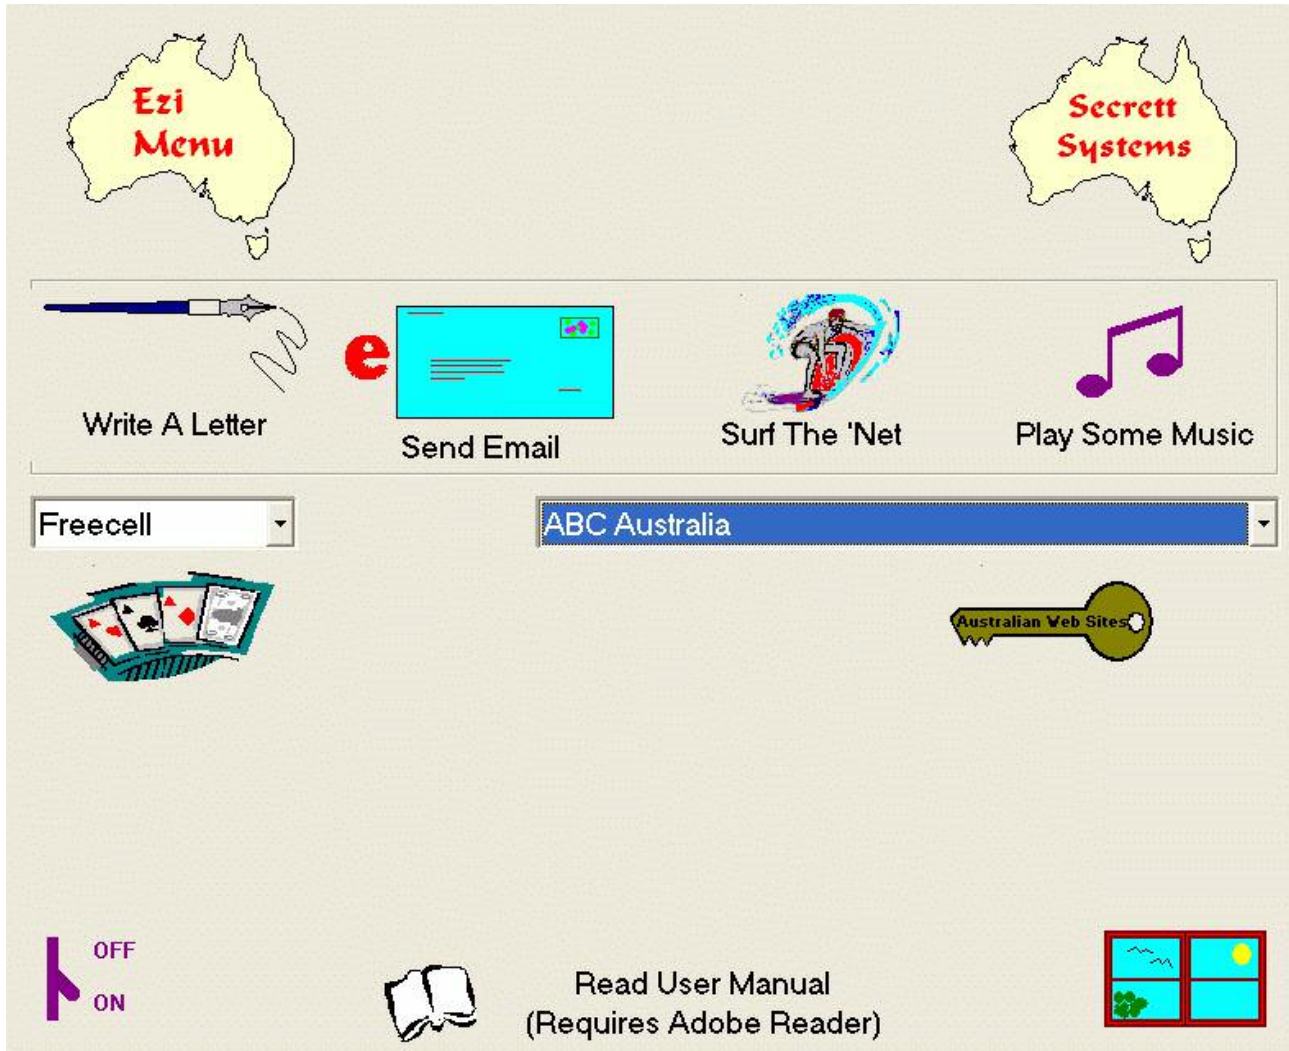 Ezi
Menu
Secrett
Systems
Write A Letter
e
Send Email
Surf The 'Net
Play Some Music
Freecell
ABC Australia
Australian Web Sites
OFF
ON
Read User Manual
(Requires Adobe Reader)